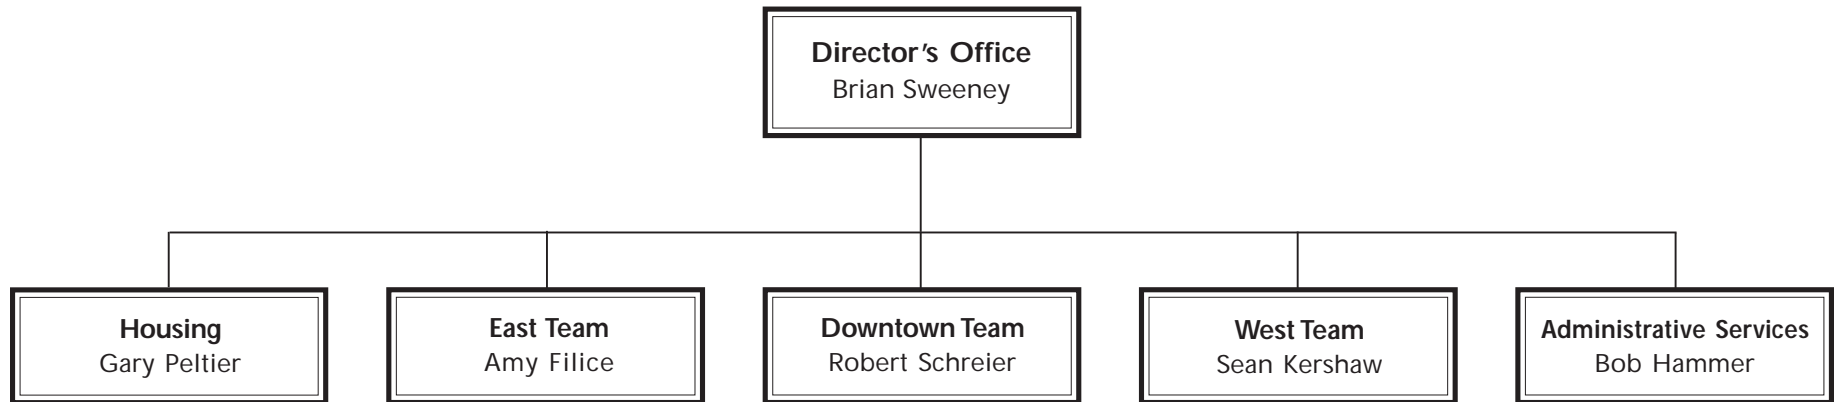 Director's Office
Brian Sweeney
Housing
Gary Peltier
East Team
Amy Filice
Downtown Team
Robert Schreier
West Team
Sean Kershaw
Administrative Services
Bob Hammer